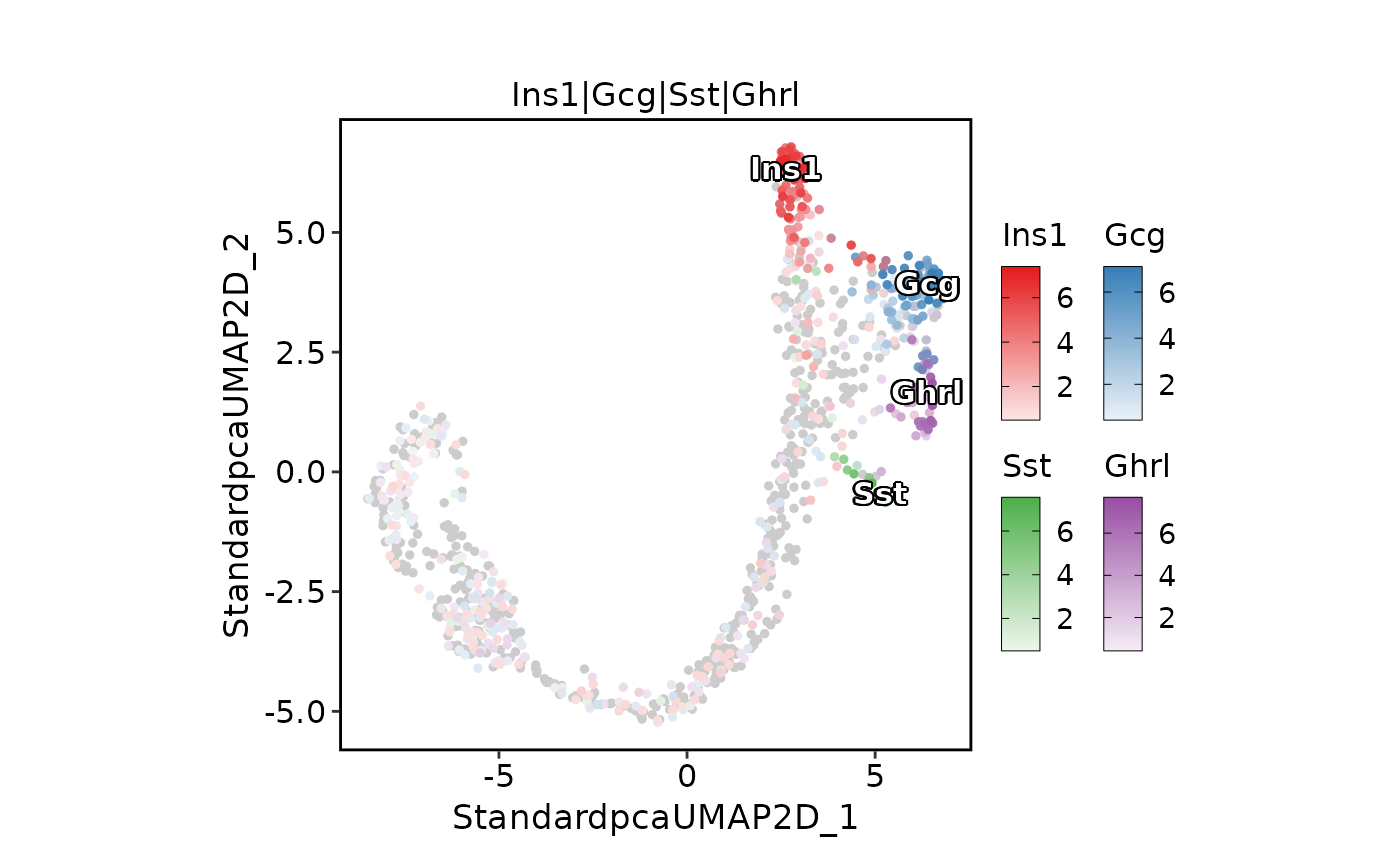 Ins1|Gcg|Sst|Ghrl
StandardpcaUMAP2D_2
5.0
2.5
0.0
-2.5
-5.0
Ins1
Gcg
Ghrl
Sst
-5
0
5
StandardpcaUMAP2D_1
Ins1
6
4
2
Gcg
6
4
2
Sst
6
4
2
Ghrl
6
4
2